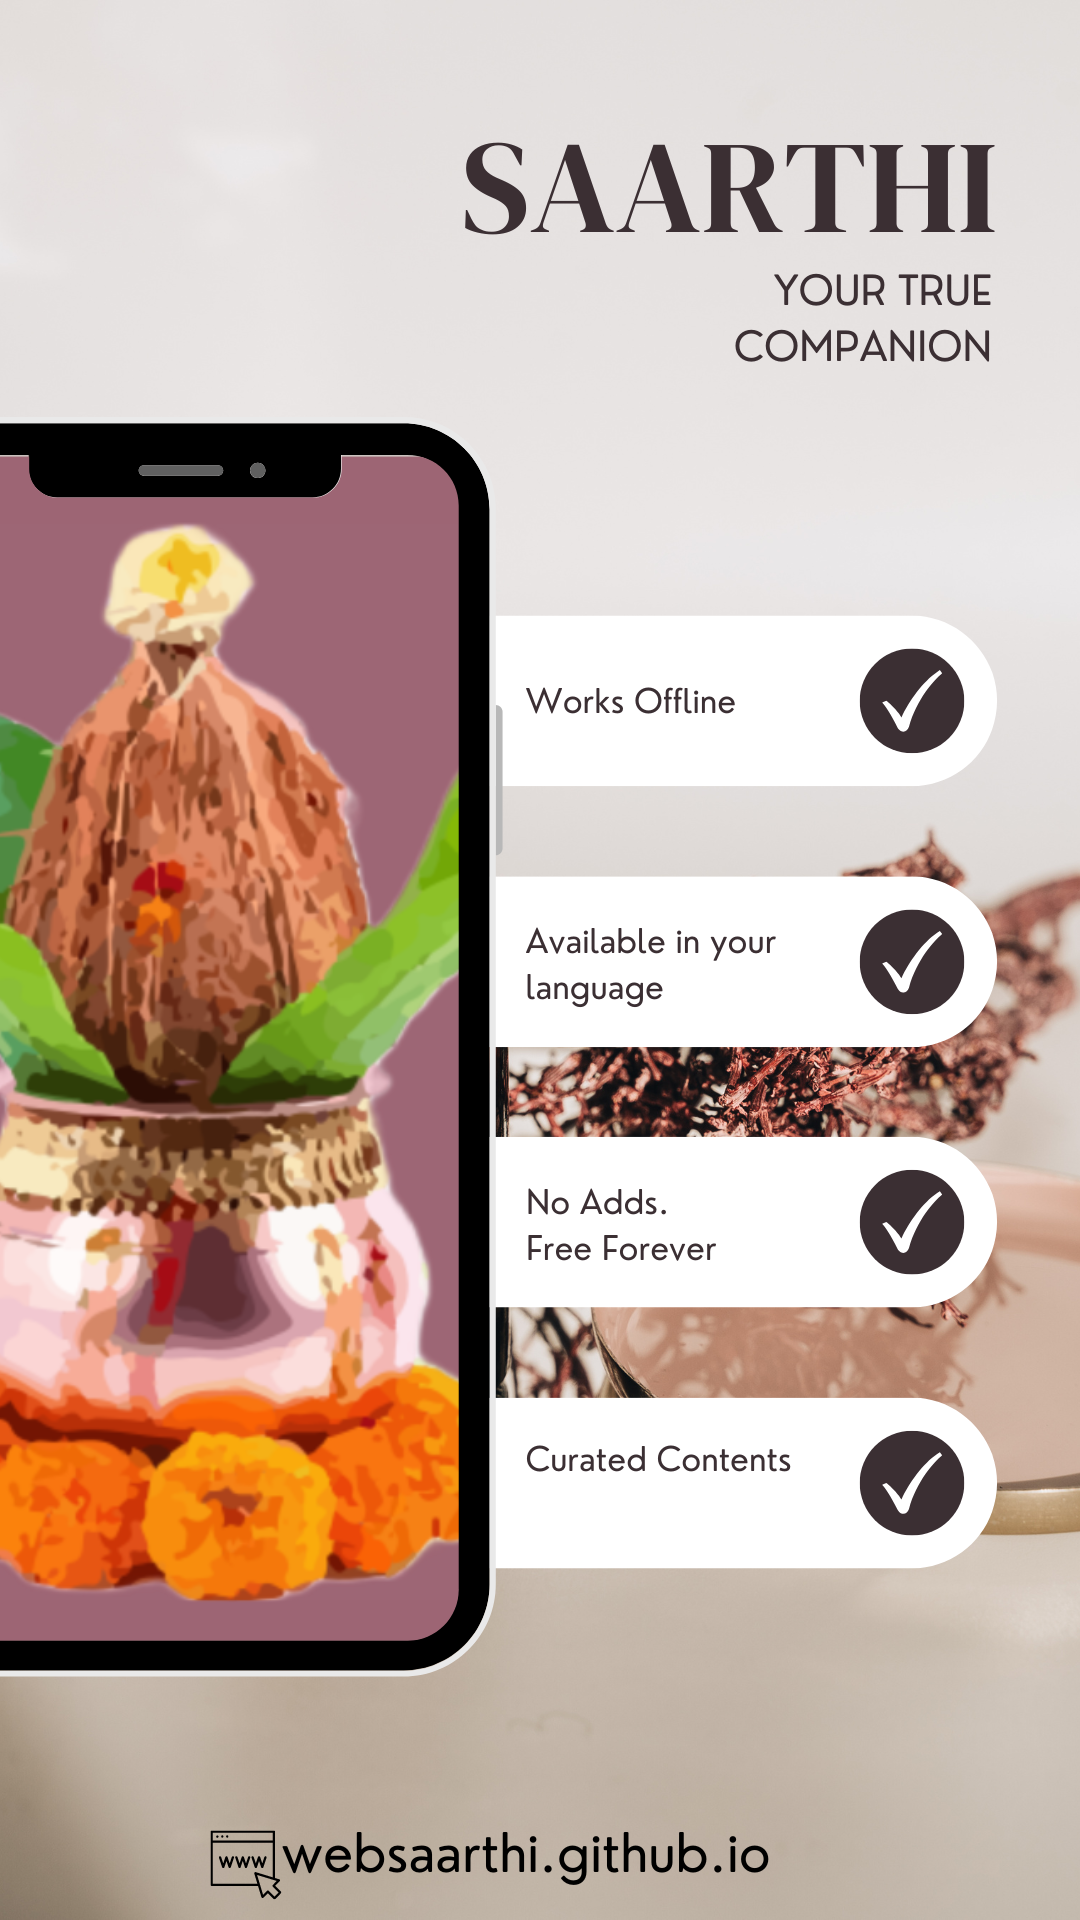 SAARTHI
YOUR TRUE
COMPANION
Works Offline
Available in your
language
No Adds.
Free Forever
Curated Contents
www
websaarthi.github.io